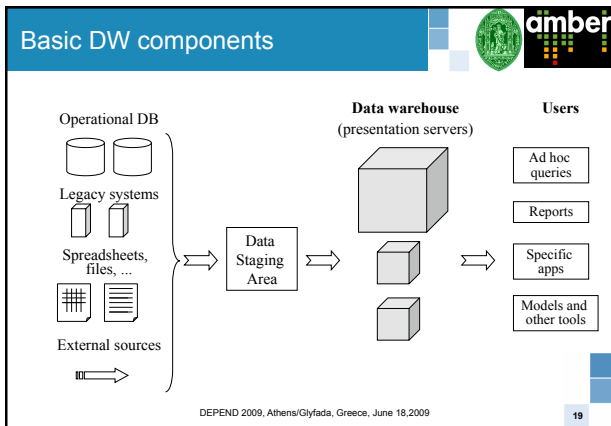 Basic DW components
amber
Operational DB
Legacy systems
Spreadsheets,
files, ...
External sources
Data
Staging
Area
Data warehouse
(presentation servers)
Users
Ad hoc
queries
Reports
Specific
apps
Models and
other tools
DEPEND 2009, Athens/Glyfada, Greece, June 18,2009
19